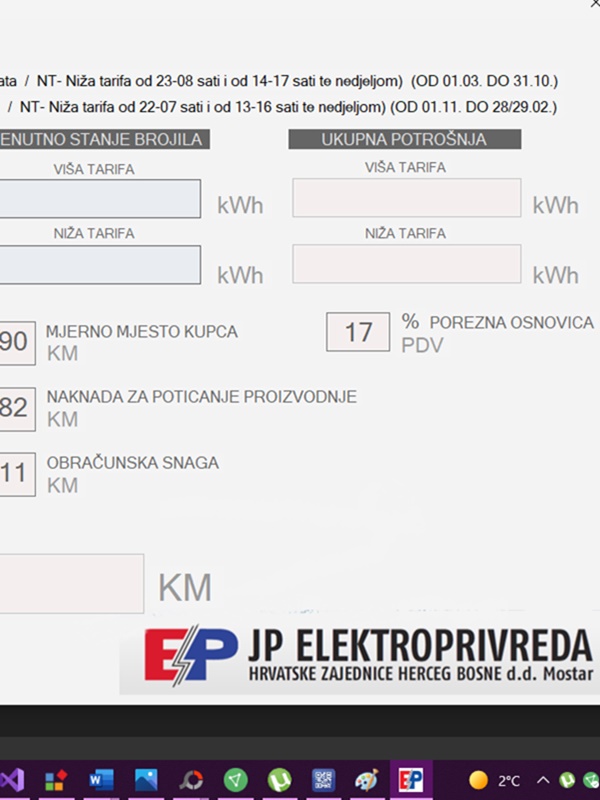 ata / NT- Niža tarifa od 23-08 sati i od 14-17 sati te nedjeljom) (OD 01.03. DO 31.10.)
/ NT- Niža tarifa od 22-07 sati i od 13-16 sati te nedjeljom) (OD 01.11. DO 28/29.02.)
ENUTNO STANJE BROJILA UKUPNA POTROŠNJA
VIŠA TARIFA VIŠA TARIFA
kWh kWh
NIŽA TARIFA NIŽA TARIFA
kWh kWh
90 MJERNO MJESTO KUPCA 17 % POREZNA OSNOVICA
KM PDV
82 NAKNADA ZA POTICANJE PROIZVODNJE
KM
11 OBRAČUNSKA SNAGA
KM
KM
EP JP ELEKTROPRIVREDA
HRVATSKE ZAJEDNICE HERCEG BOSNE d.d. Mostar
W EP 2°C